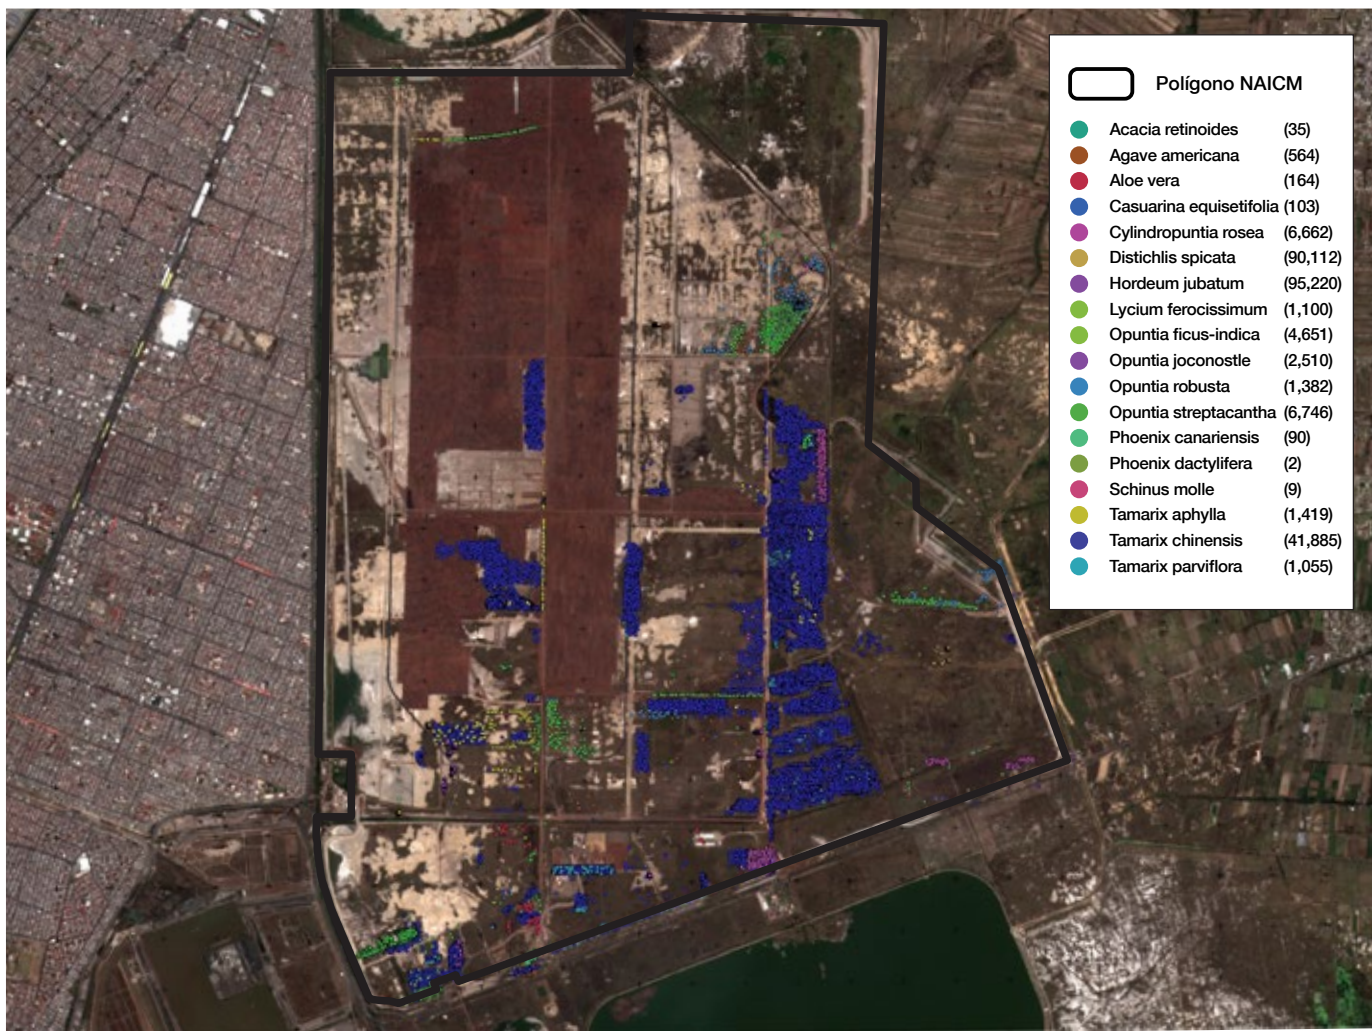 Polígono NAICM
Acacia retinoides (35)
Agave americana (564)
Aloe vera (164)
Casuarina equisetifolia (103)
Cylindropuntia rosea (6,662)
Distichlis spicata (90,112)
Hordeum jubatum (95,220)
Lycium ferocissimum (1,100)
Opuntia ficus-indica (4,651)
Opuntia joconostle (2,510)
Opuntia robusta (1,382)
Opuntia streptacantha (6,746)
Phoenix canariensis (90)
Phoenix dactylifera (2)
Schinus molle (9)
Tamarix aphylla (1,419)
Tamarix chinensis (41,885)
Tamarix parviflora (1,055)